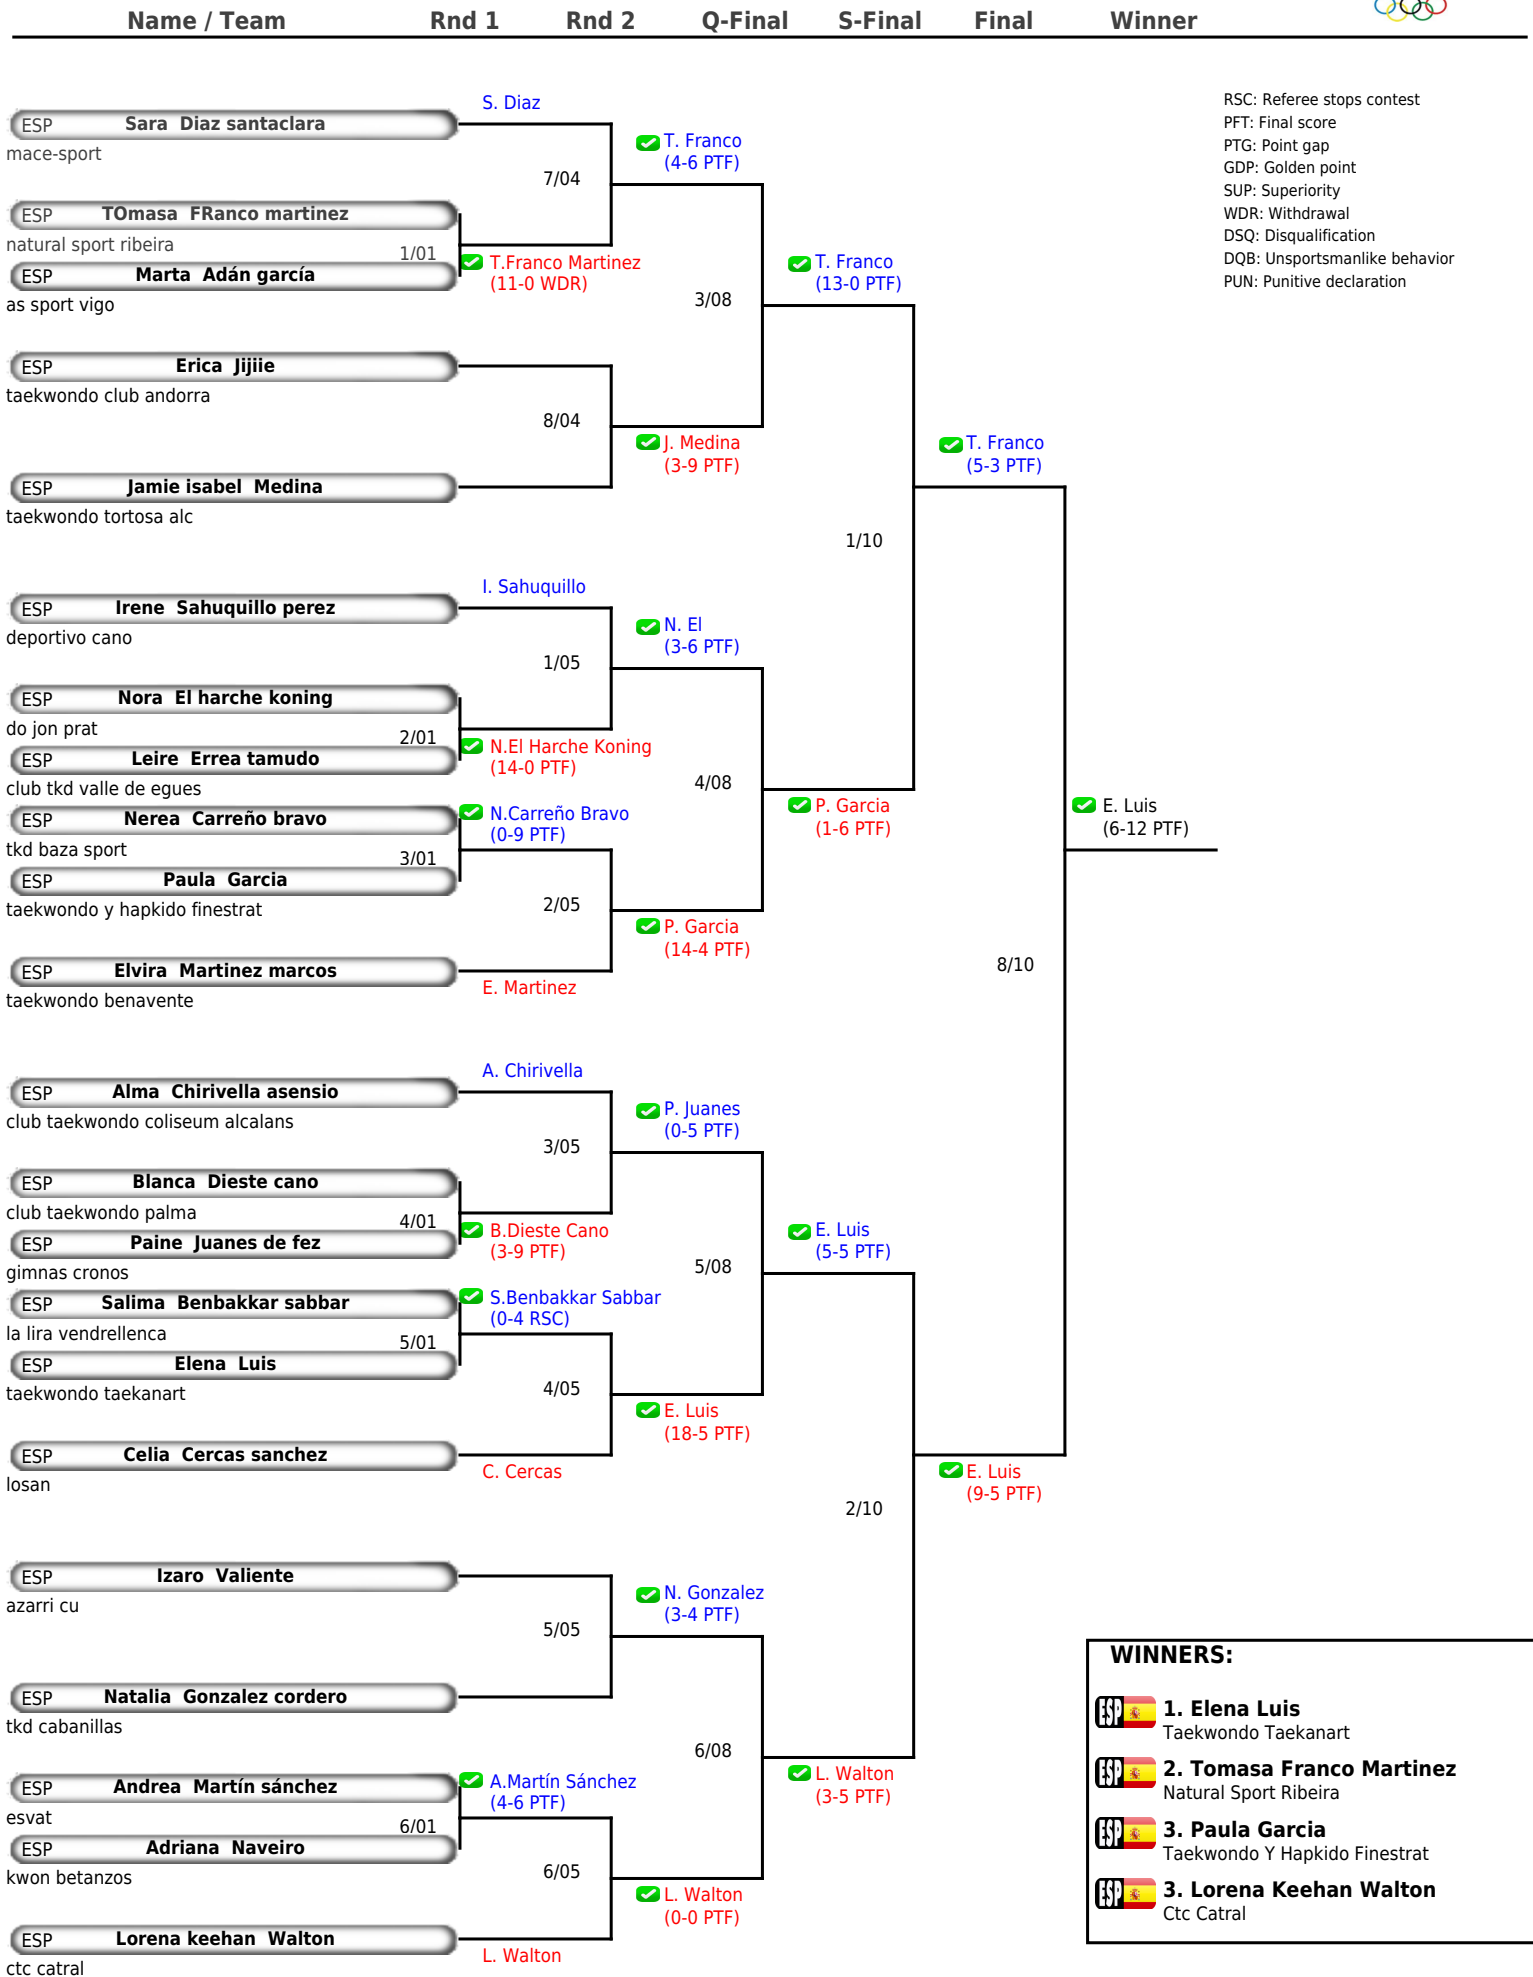 Name / Team Rnd 1 Rnd 2 Q-Final S-Final Final Winner
RSC: Referee stops contest
PFT: Final score
PTG: Point gap
GDP: Golden point
SUP: Superiority
WDR: Withdrawal
DSQ: Disqualification
DQB: Unsportsmanlike behavior
PUN: Punitive declaration
S. Diaz
ESP Sara Diaz santaclara
mace-sport
T. Franco
(4-6 PTF)
7/04
ESP TOmasa FRanco martinez
natural sport ribeira
1/01
T.Franco Martinez
(11-0 WDR)
ESP Marta Adán garcía
as sport vigo
T. Franco
(13-0 PTF)
3/08
ESP Erica Jijiie
taekwondo club andorra
8/04
J. Medina
(3-9 PTF)
T. Franco
(5-3 PTF)
ESP Jamie isabel Medina
taekwondo tortosa alc
1/10
I. Sahuquillo
ESP Irene Sahuquillo perez
deportivo cano
N. El
(3-6 PTF)
1/05
ESP Nora El harche koning
do jon prat
2/01
N.El Harche Koning
(14-0 PTF)
ESP Leire Errea tamudo
club tkd valle de egues
4/08
N.Carreño Bravo
(0-9 PTF)
ESP Nerea Carreño bravo
tkd baza sport
P. Garcia
(1-6 PTF)
E. Luis
(6-12 PTF)
3/01
ESP Paula Garcia
taekwondo y hapkido finestrat
2/05
P. Garcia
(14-4 PTF)
ESP Elvira Martinez marcos
taekwondo benavente
E. Martinez
8/10
A. Chirivella
ESP Alma Chirivella asensio
club taekwondo coliseum alcalans
P. Juanes
(0-5 PTF)
3/05
ESP Blanca Dieste cano
club taekwondo palma
4/01
B.Dieste Cano
(3-9 PTF)
ESP Paine Juanes de fez
gimnas cronos
E. Luis
(5-5 PTF)
5/08
S.Benbakkar Sabbar
(0-4 RSC)
ESP Salima Benbakkar sabbar
la lira vendrellenca
5/01
ESP Elena Luis
taekwondo taekanart
4/05
E. Luis
(18-5 PTF)
ESP Celia Cercas sanchez
losan
C. Cercas
E. Luis
(9-5 PTF)
2/10
ESP Izaro Valiente
azarri cu
N. Gonzalez
(3-4 PTF)
5/05
ESP Natalia Gonzalez cordero
tkd cabanillas
6/08
A.Martín Sánchez
(4-6 PTF)
ESP Andrea Martín sánchez
esvat
L. Walton
(3-5 PTF)
6/01
ESP Adriana Naveiro
kwon betanzos
6/05
L. Walton
(0-0 PTF)
ESP Lorena keehan Walton
ctc catral
L. Walton
WINNERS:
ESP 1. Elena Luis
Taekwondo Taekanart
ESP 2. Tomasa Franco Martinez
Natural Sport Ribeira
ESP 3. Paula Garcia
Taekwondo Y Hapkido Finestrat
ESP 3. Lorena Keehan Walton
Ctc Catral